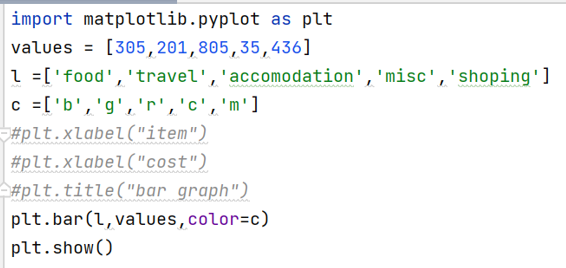 import matplotlib.pyplot as plt
values = [305,201,805,35,436]
l =['food','travel','accomodation','misc','shoping']
c =['b','g','r','c','m']
#plt.xlabel("item")
#plt.xlabel("cost")
#plt.title("bar graph")
plt.bar(l,values,color=c)
plt.show()